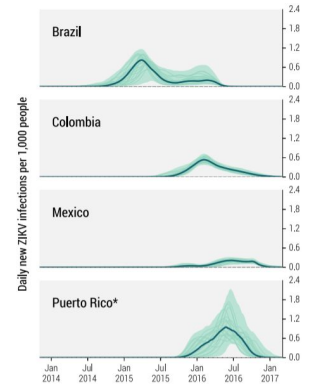 Daily new ZIKV infections per 1,000 people
Brazil
2.4
1.8
1.2
0.6
0.0
Colombia
2.4
1.8
1.2
0.6
0.0
Mexico
2.4
1.8
1.2
0.6
0.0
Puerto Rico*
2.4
1.8
1.2
0.6
0.0
Jan Jul Jan Jul Jan Jul Jan
2014 2014 2015 2015 2016 2016 2017